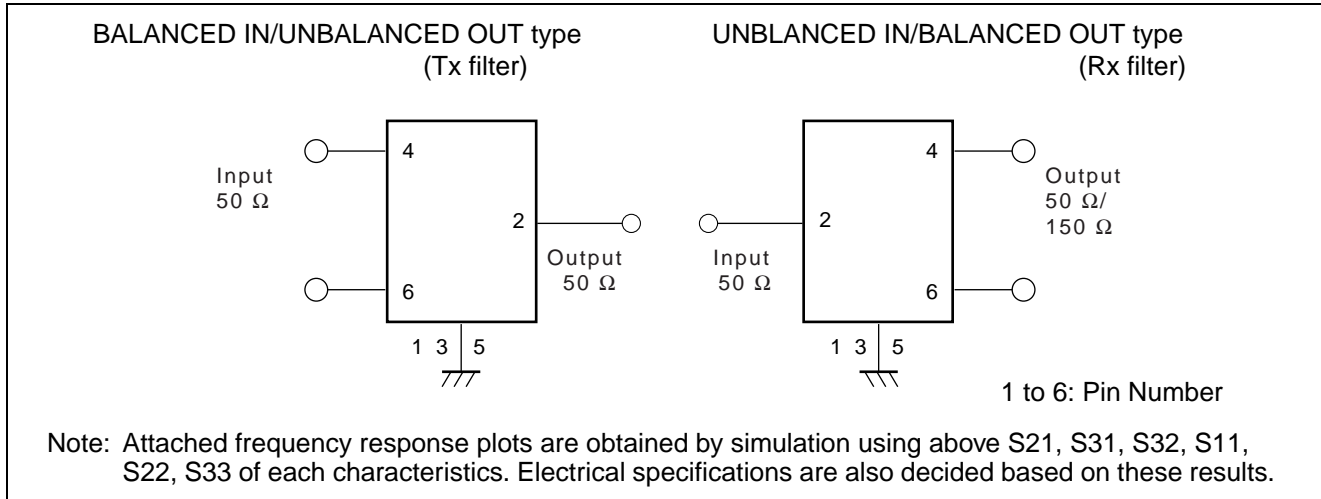 BALANCED IN/UNBALANCED OUT type
(Tx filter)
4
Input
50 Ω
2
Output
50 Ω
6
1 3 5
UNBLANCED IN/BALANCED OUT type
(Rx filter)
4
Output
50 Ω/
150 Ω
2
Input
50 Ω
6
1 3 5
1 to 6: Pin Number
Note: Attached frequency response plots are obtained by simulation using above S21, S31, S32, S11,
S22, S33 of each characteristics. Electrical specifications are also decided based on these results.